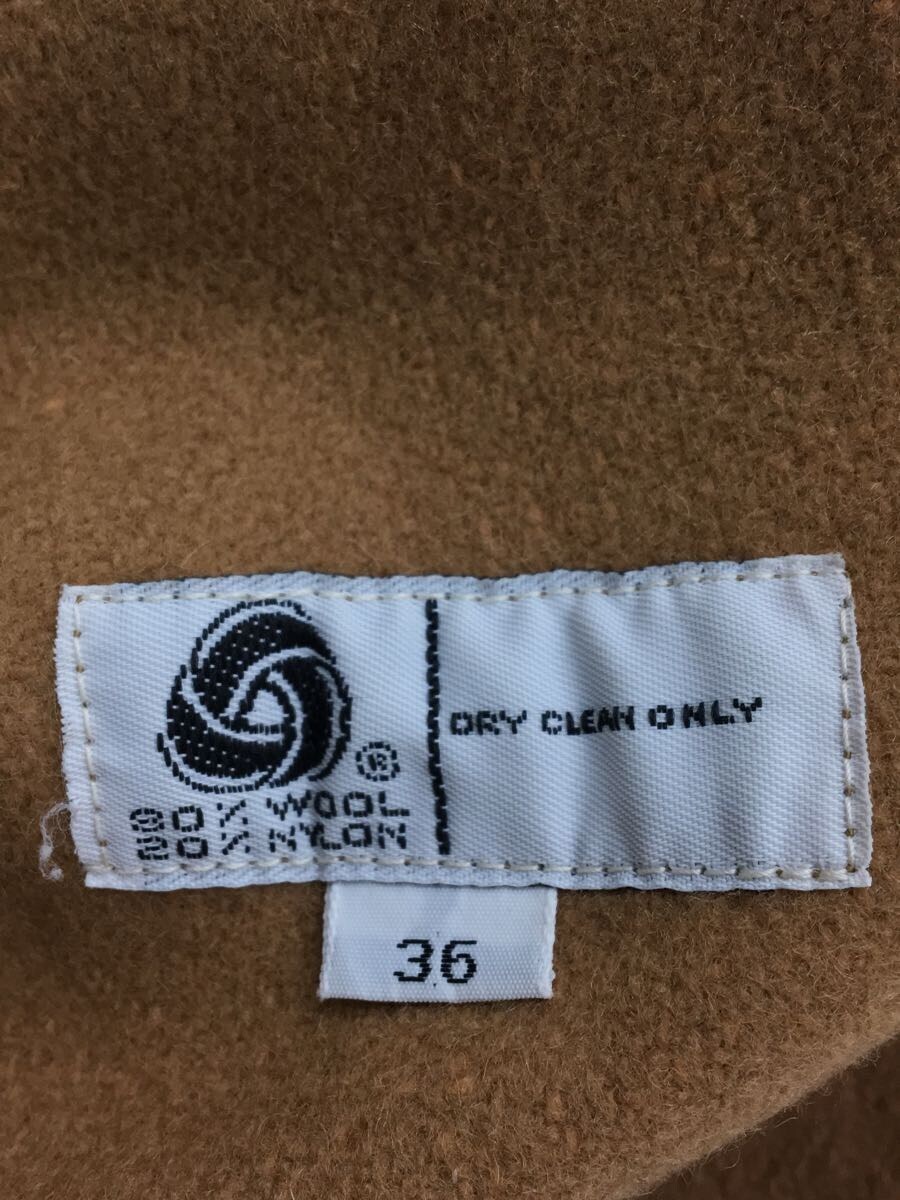 ®
80% WOOL
20% NYLON
DRY CLEAN ONLY
36